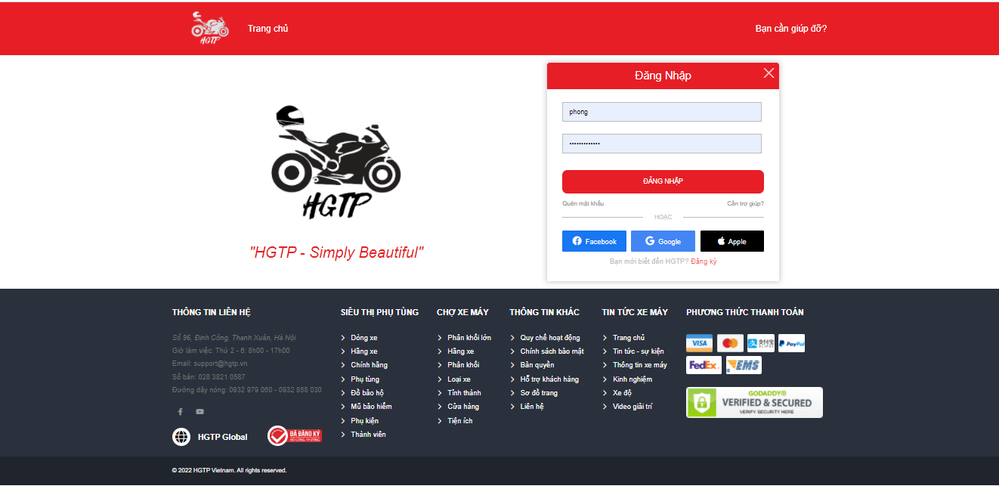 HGTP
Trang chủ
Bạn cần giúp đỡ?
Đăng Nhập
phong
•••••••••••••
ĐĂNG NHẬP
Quên mật khẩu
Cần trợ giúp?
HOẶC
Facebook
Google
Apple
Bạn mới biết đến HGTP? Đăng ký
HGTP
"HGTP - Simply Beautiful"
THÔNG TIN LIÊN HỆ
Số 96, Định Công, Thanh Xuân, Hà Nội
Giờ làm việc: Thứ 2 - 6: 8h00 - 17h00
Email: support@hgtp.vn
Số bàn: 028 3821 0587
Đường dây nóng: 0932 979 060 - 0932 858 030
HGTP Global
ĐÃ ĐĂNG KÝ
BỘ CÔNG THƯƠNG
SIÊU THỊ PHỤ TÙNG
Dòng xe
Hãng xe
Chính hãng
Phụ tùng
Đồ bảo hộ
Mũ bảo hiểm
Phụ kiện
Thành viên
CHỢ XE MÁY
Phân khối lớn
Hãng xe
Phân khối
Loại xe
Tỉnh thành
Cửa hàng
Tiện ích
THÔNG TIN KHÁC
Quy chế hoạt động
Chính sách bảo mật
Bản quyền
Hỗ trợ khách hàng
Sơ đồ trang
Liên hệ
TIN TỨC XE MÁY
Trang chủ
Tin tức - sự kiện
Thông tin xe máy
Kinh nghiệm
Xe độ
Video giải trí
PHƯƠNG THỨC THANH TOÁN
VISA
支付宝
ALIPAY
PayPal
FedEx
EMS
GODADDY®
VERIFIED & SECURED
VERIFY SECURITY HERE
© 2022 HGTP Vietnam. All rights reserved.